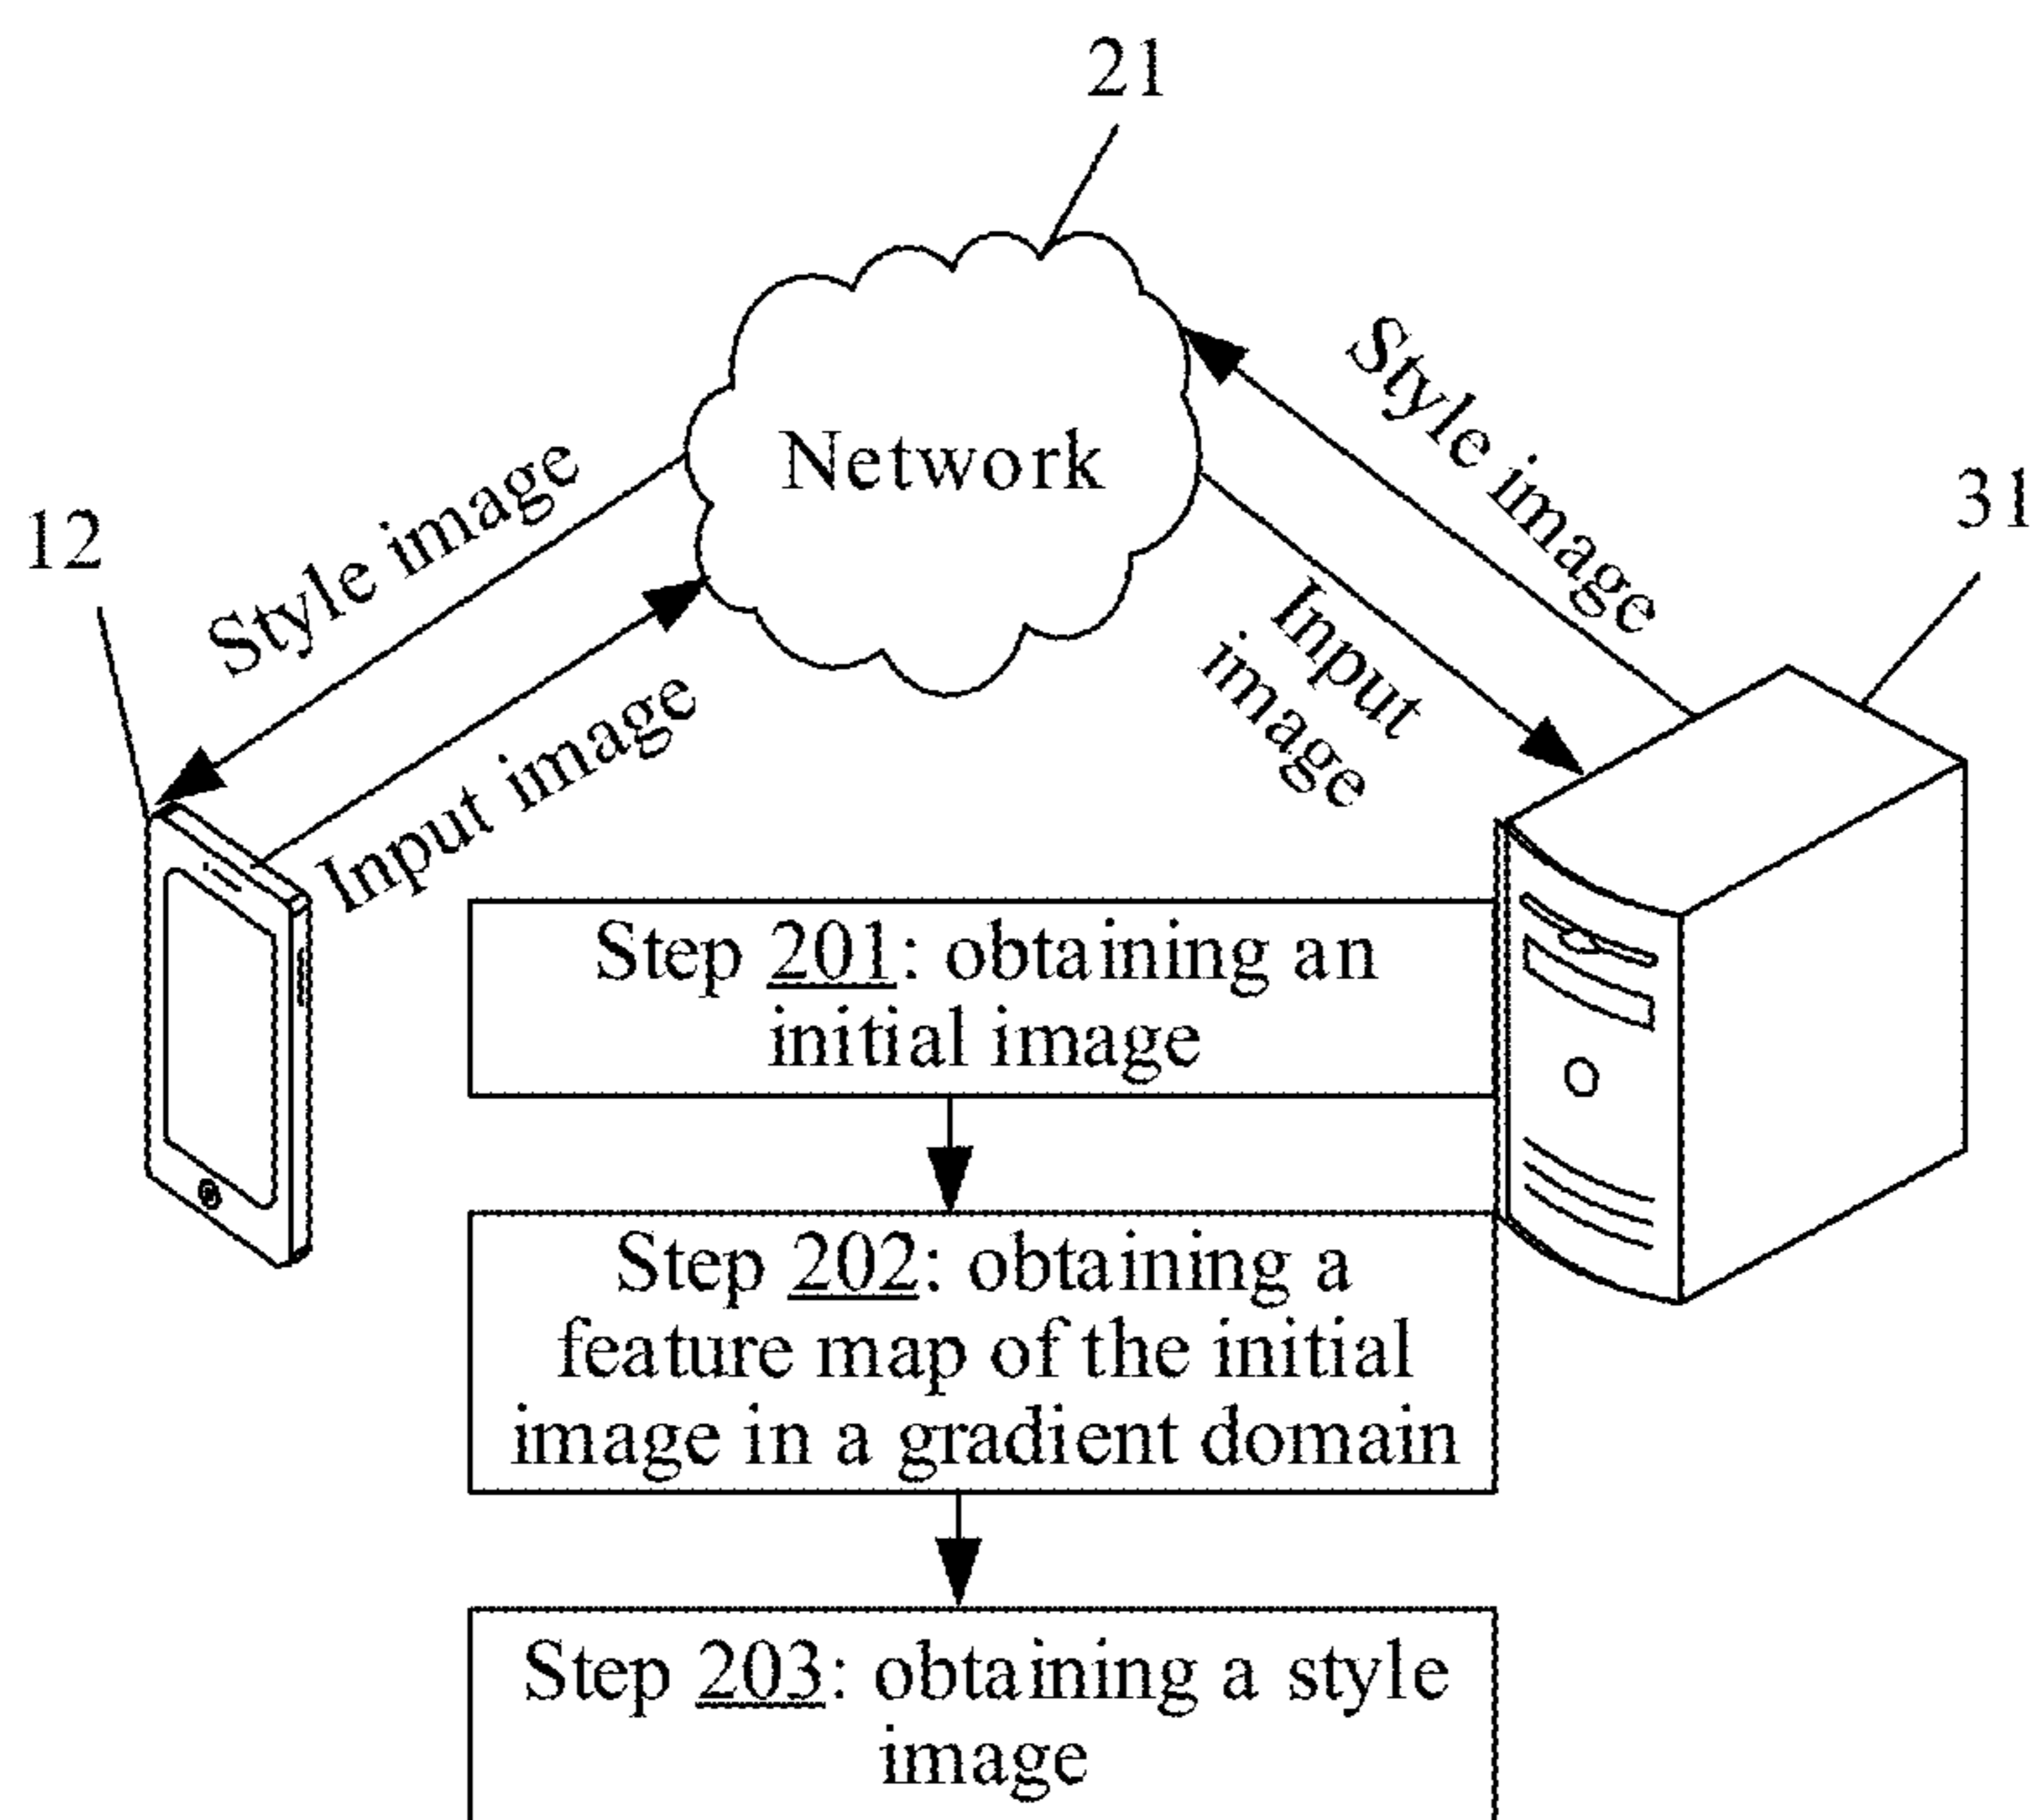 21
Network
Style image
31
12
Style image
Input
image
Input image
Step 201: obtaining an
initial image
Step 202: obtaining a
feature map of the initial
image in a gradient domain
Step 203: obtaining a style
image